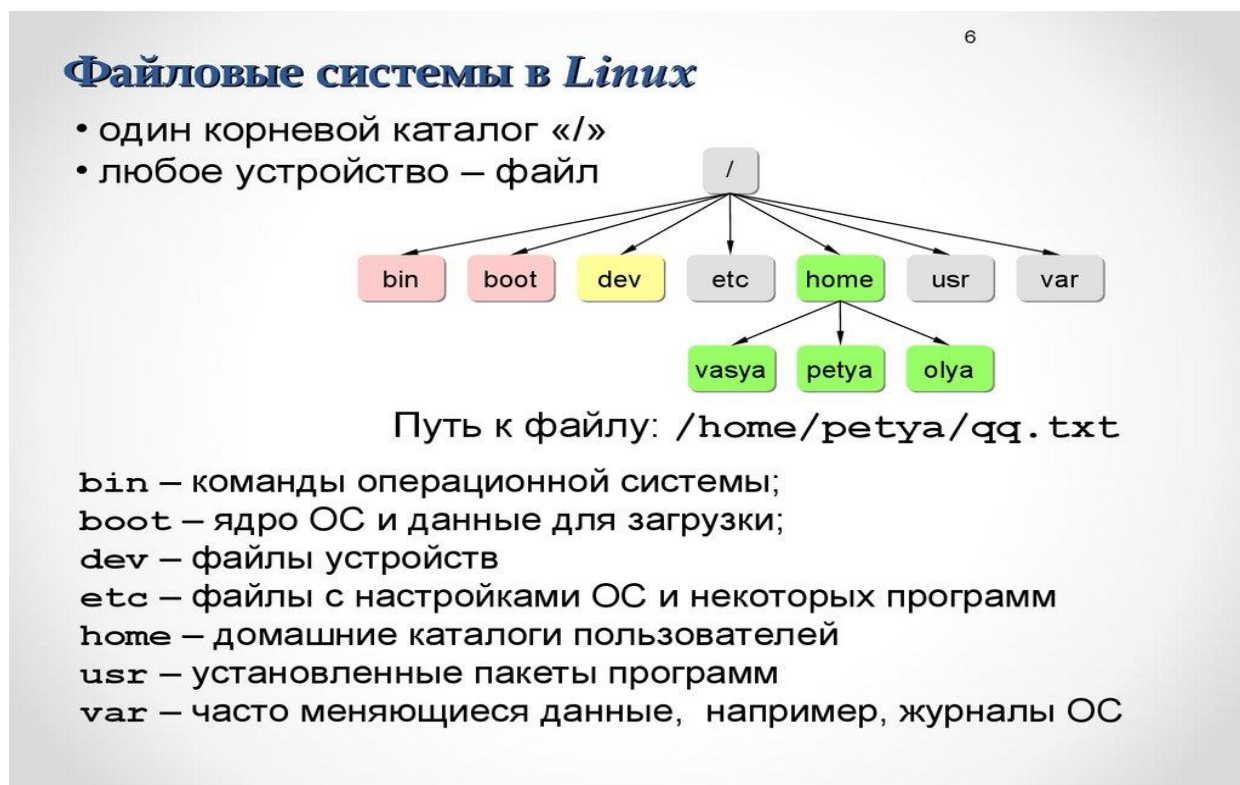 6
Файловые системы в Linux
• один корневой каталог «/»
• любое устройство – файл
/
bin boot dev etc home usr var
vasya petya olya
Путь к файлу: /home/petya/qq.txt
bin – команды операционной системы;
boot – ядро ОС и данные для загрузки;
dev – файлы устройств
etc – файлы с настройками ОС и некоторых программ
home – домашние каталоги пользователей
usr – установленные пакеты программ
var – часто меняющиеся данные, например, журналы ОС